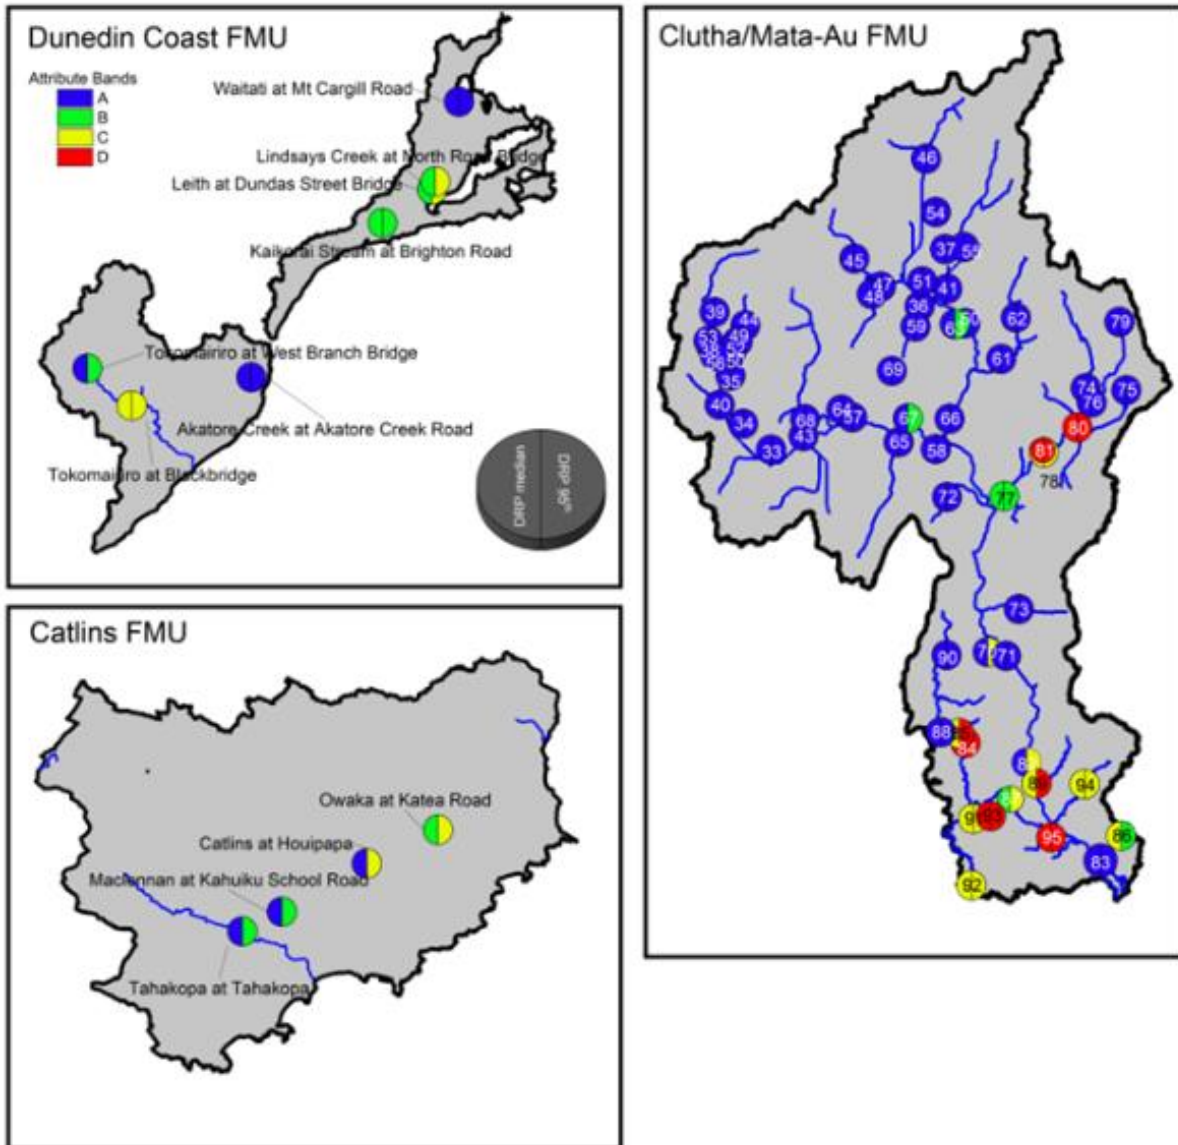 Dunedin Coast FMU
Attribute Bands
A
B
C
D
Waitati at Mt Cargill Road
Lindsays Creek at North Road Bridge
Leith at Dundas Street Bridge
Kaikorai Stream at Brighton Road
Tokomairiro at West Branch Bridge
Akatore Creek at Akatore Creek Road
Tokomairiro at Blackbridge
DRP median
DRP 95
Catlins FMU
Owaka at Katea Road
Catlins at Houipapa
Maclennan at Kahuiku School Road
Tahakopa at Tahakopa
Clutha/Mata-Au FMU
46
54
37
55
45
47
51
41
48
36
39
44
59
62
79
53
49
61
69
35
74
75
40
64
57
67
66
76
34
68
80
43
65
58
33
81
78
72
77
73
90
71
88
84
94
93
95
86
83
92